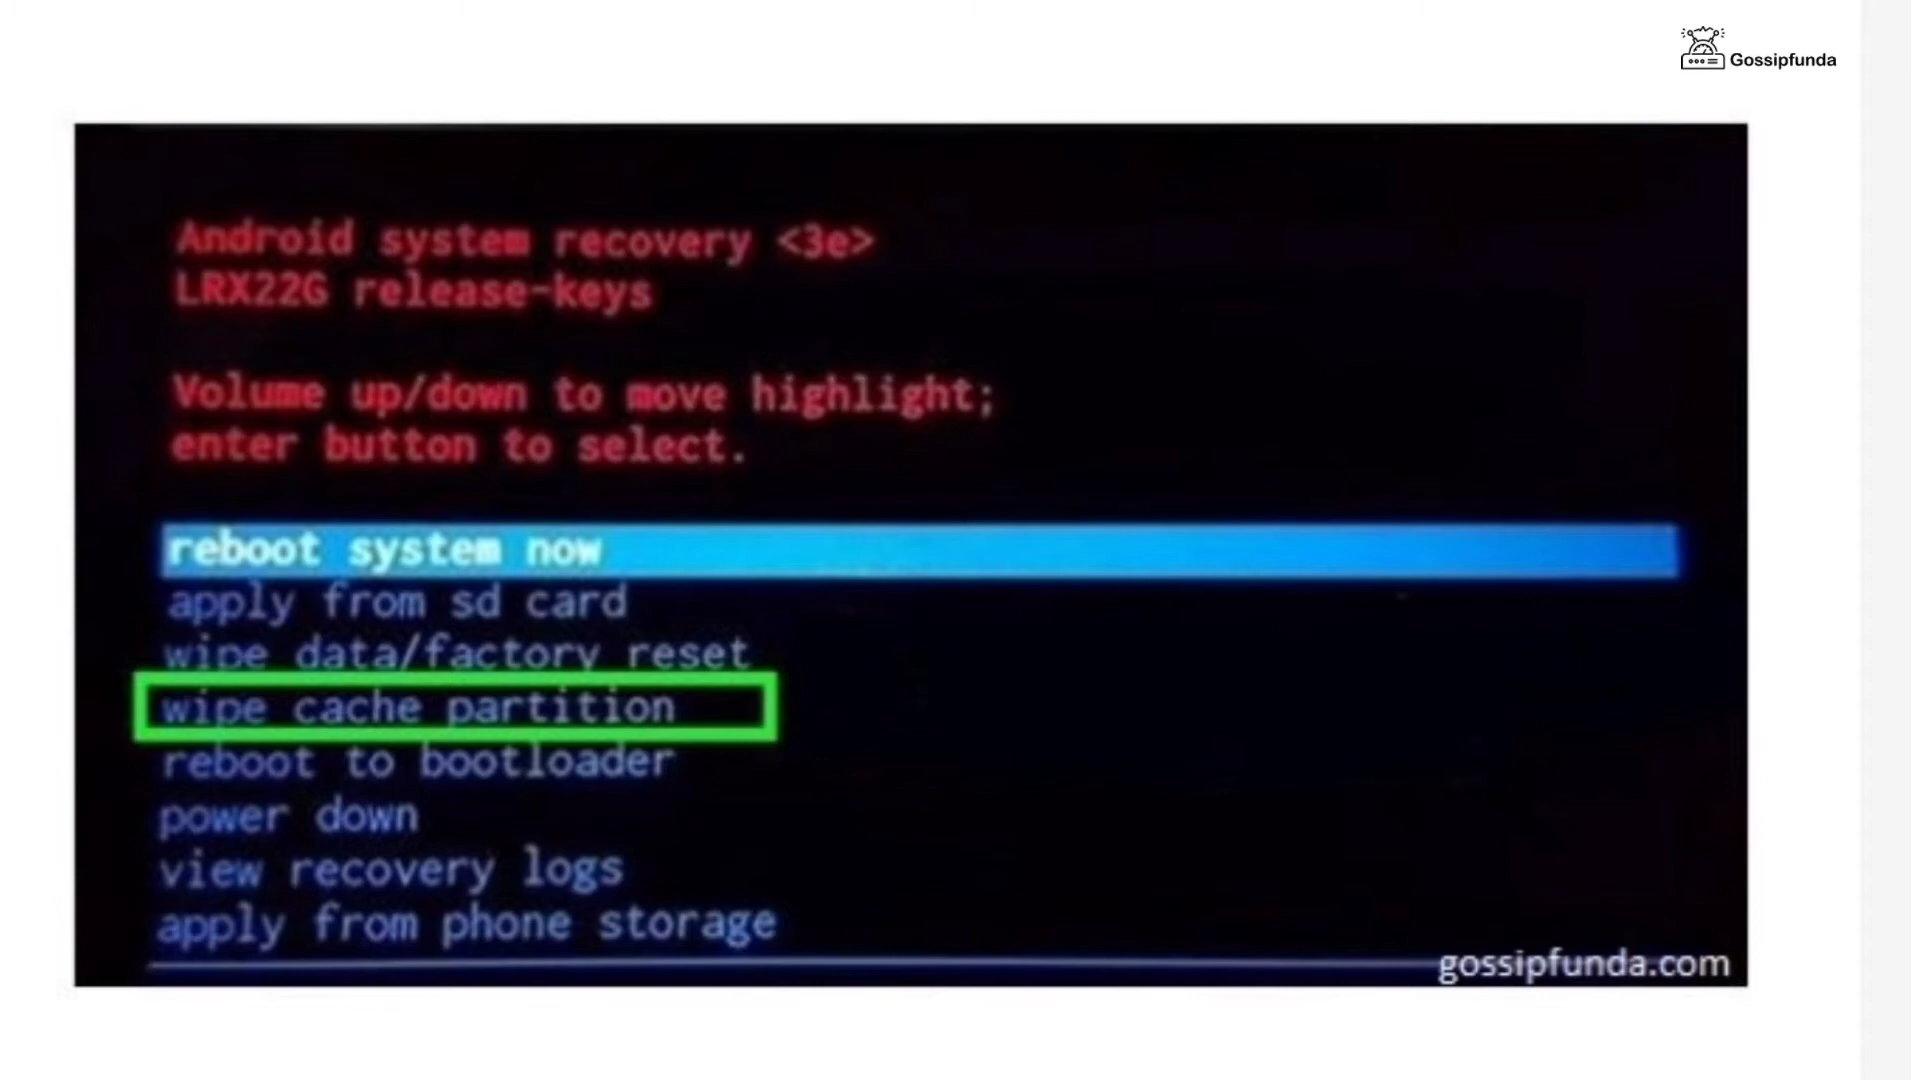 Gossipfunda
Android system recovery <3e>
LRX22G release-keys
Volume up/down to move highlight;
enter button to select.
reboot system now
apply from sd card
wipe data/factory reset
wipe cache partition
reboot to bootloader
power down
view recovery logs
apply from phone storage
gossipfunda.com